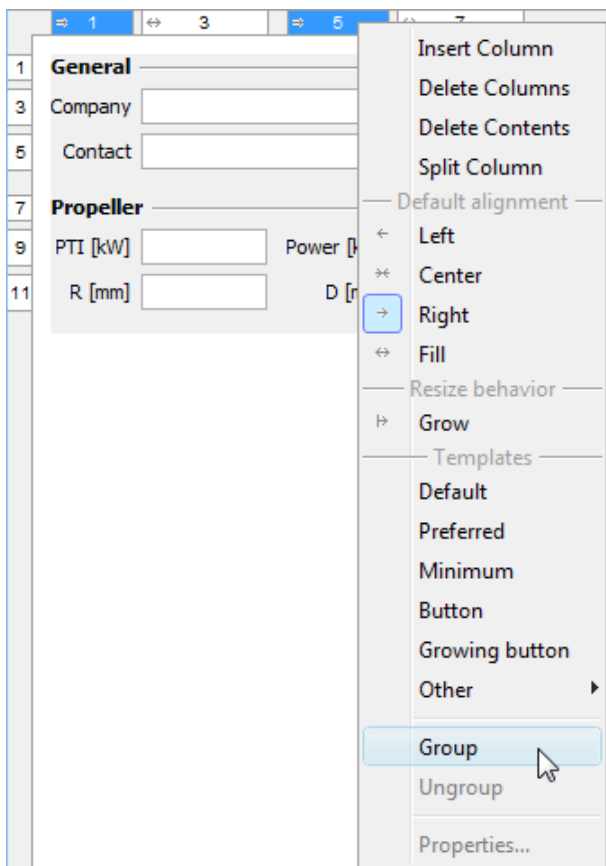 1 3 5 7
1 General
3 Company
5 Contact
7 Propeller
9 PTI [kW] Power [k
11 R [mm] D [m
Insert Column
Delete Columns
Delete Contents
Split Column
Default alignment
Left
Center
Right
Fill
Resize behavior
Grow
Templates
Default
Preferred
Minimum
Button
Growing button
Other
Group
Ungroup
Properties...